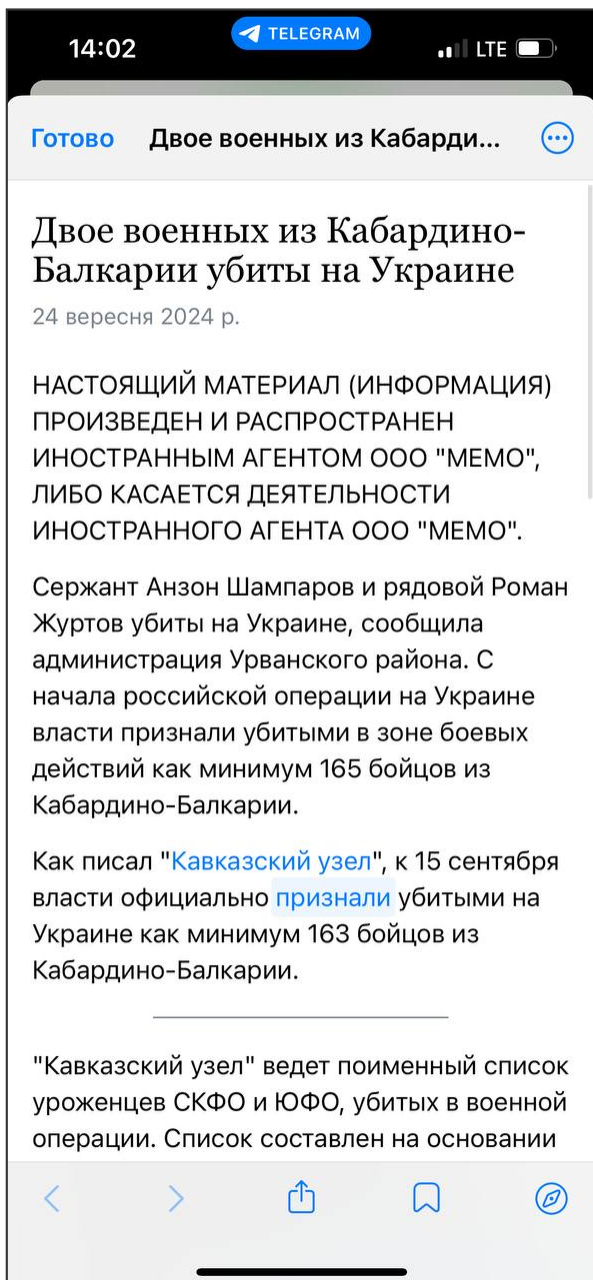 14:02
TELEGRAM
LTE
Готово
Двое военных из Кабарди...
Двое военных из Кабардино-
Балкарии убиты на Украине
24 вересня 2024 р.
НАСТОЯЩИЙ МАТЕРИАЛ (ИНФОРМАЦИЯ)
ПРОИЗВЕДЕН И РАСПРОСТРАНЕН
ИНОСТРАННЫМ АГЕНТОМ ООО "МЕМО",
ЛИБО КАСАЕТСЯ ДЕЯТЕЛЬНОСТИ
ИНОСТРАННОГО АГЕНТА ООО "МЕМО".
Сержант Анзон Шампаров и рядовой Роман
Журтов убиты на Украине, сообщила
администрация Урванского района. С
начала российской операции на Украине
власти признали убитыми в зоне боевых
действий как минимум 165 бойцов из
Кабардино-Балкарии.
Как писал "Кавказский узел", к 15 сентября
власти официально признали убитыми на
Украине как минимум 163 бойцов из
Кабардино-Балкарии.
"Кавказский узел" ведет поименный список
уроженцев СКФО и ЮФО, убитых в военной
операции. Список составлен на основании